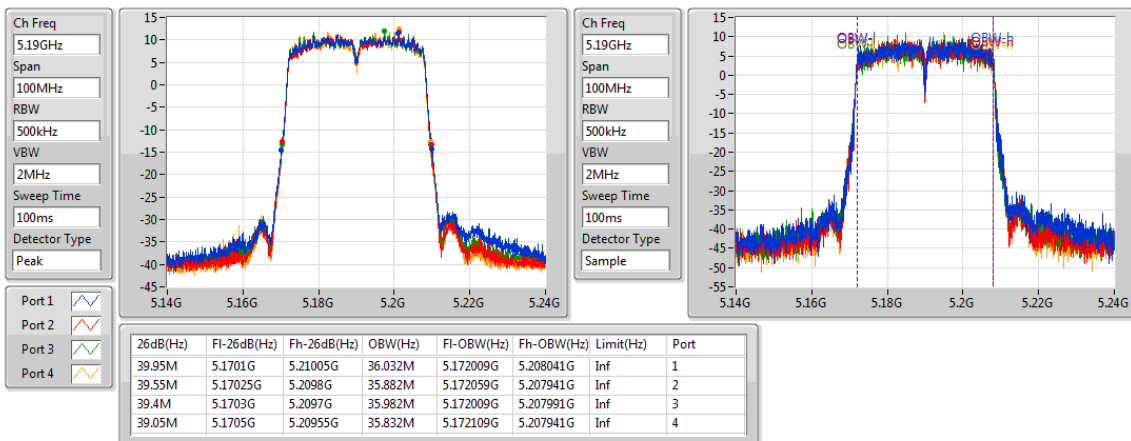 Ch Freq
5.19GHz
Span
100MHz
RBW
500kHz
VBW
2MHz
Sweep Time
100ms
Detector Type
Peak
15
10
5
0
-5
-10
-15
-20
-25
-30
-35
-40
-45
5.14G 5.16G 5.18G 5.2G 5.22G 5.24G
Ch Freq
5.19GHz
Span
100MHz
RBW
500kHz
VBW
2MHz
Sweep Time
100ms
Detector Type
Sample
15
10
5
0
-5
-10
-15
-20
-25
-30
-35
-40
-45
-50
-55
OBW-l OBW-h
5.14G 5.16G 5.18G 5.2G 5.22G 5.24G
Port 1
Port 2
Port 3
Port 4
26dB(Hz) Fl-26dB(Hz) Fh-26dB(Hz) OBW(Hz) Fl-OBW(Hz) Fh-OBW(Hz) Limit(Hz) Port
39.95M 5.1701G 5.21005G 36.032M 5.172009G 5.208041G Inf 1
39.55M 5.17025G 5.2098G 35.882M 5.172059G 5.207941G Inf 2
39.4M 5.1703G 5.2097G 35.982M 5.172009G 5.207991G Inf 3
39.05M 5.1705G 5.20955G 35.832M 5.172109G 5.207941G Inf 4